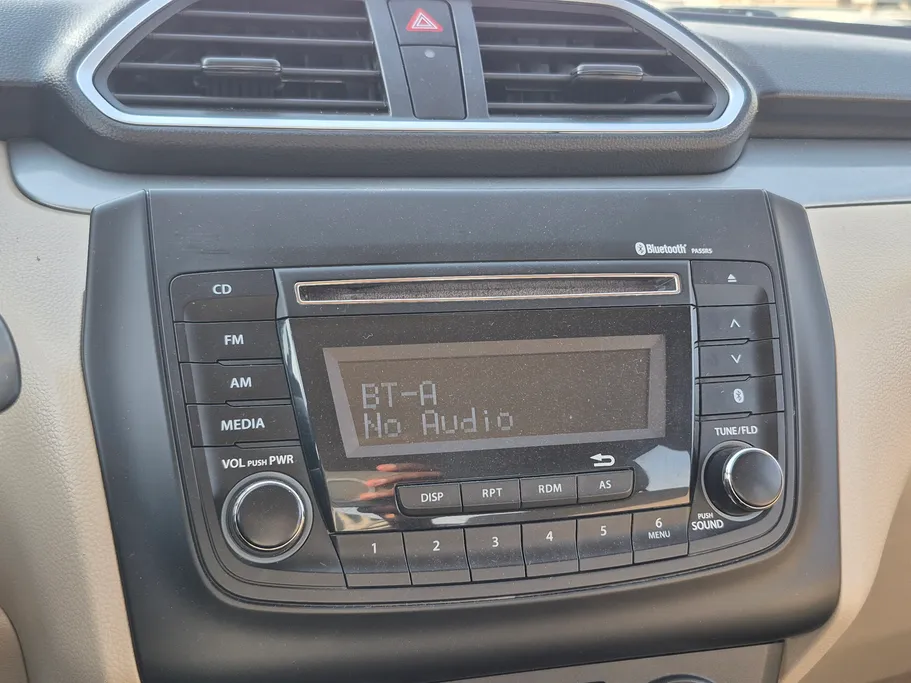 Bluetooth PA55R5
CD
FM
AM
MEDIA
VOL PUSH PWR
BT-A
No Audio
TUNE/FLD
DISP RPT RDM AS
PUSH
SOUND
1 2 3 4 5 6
MENU